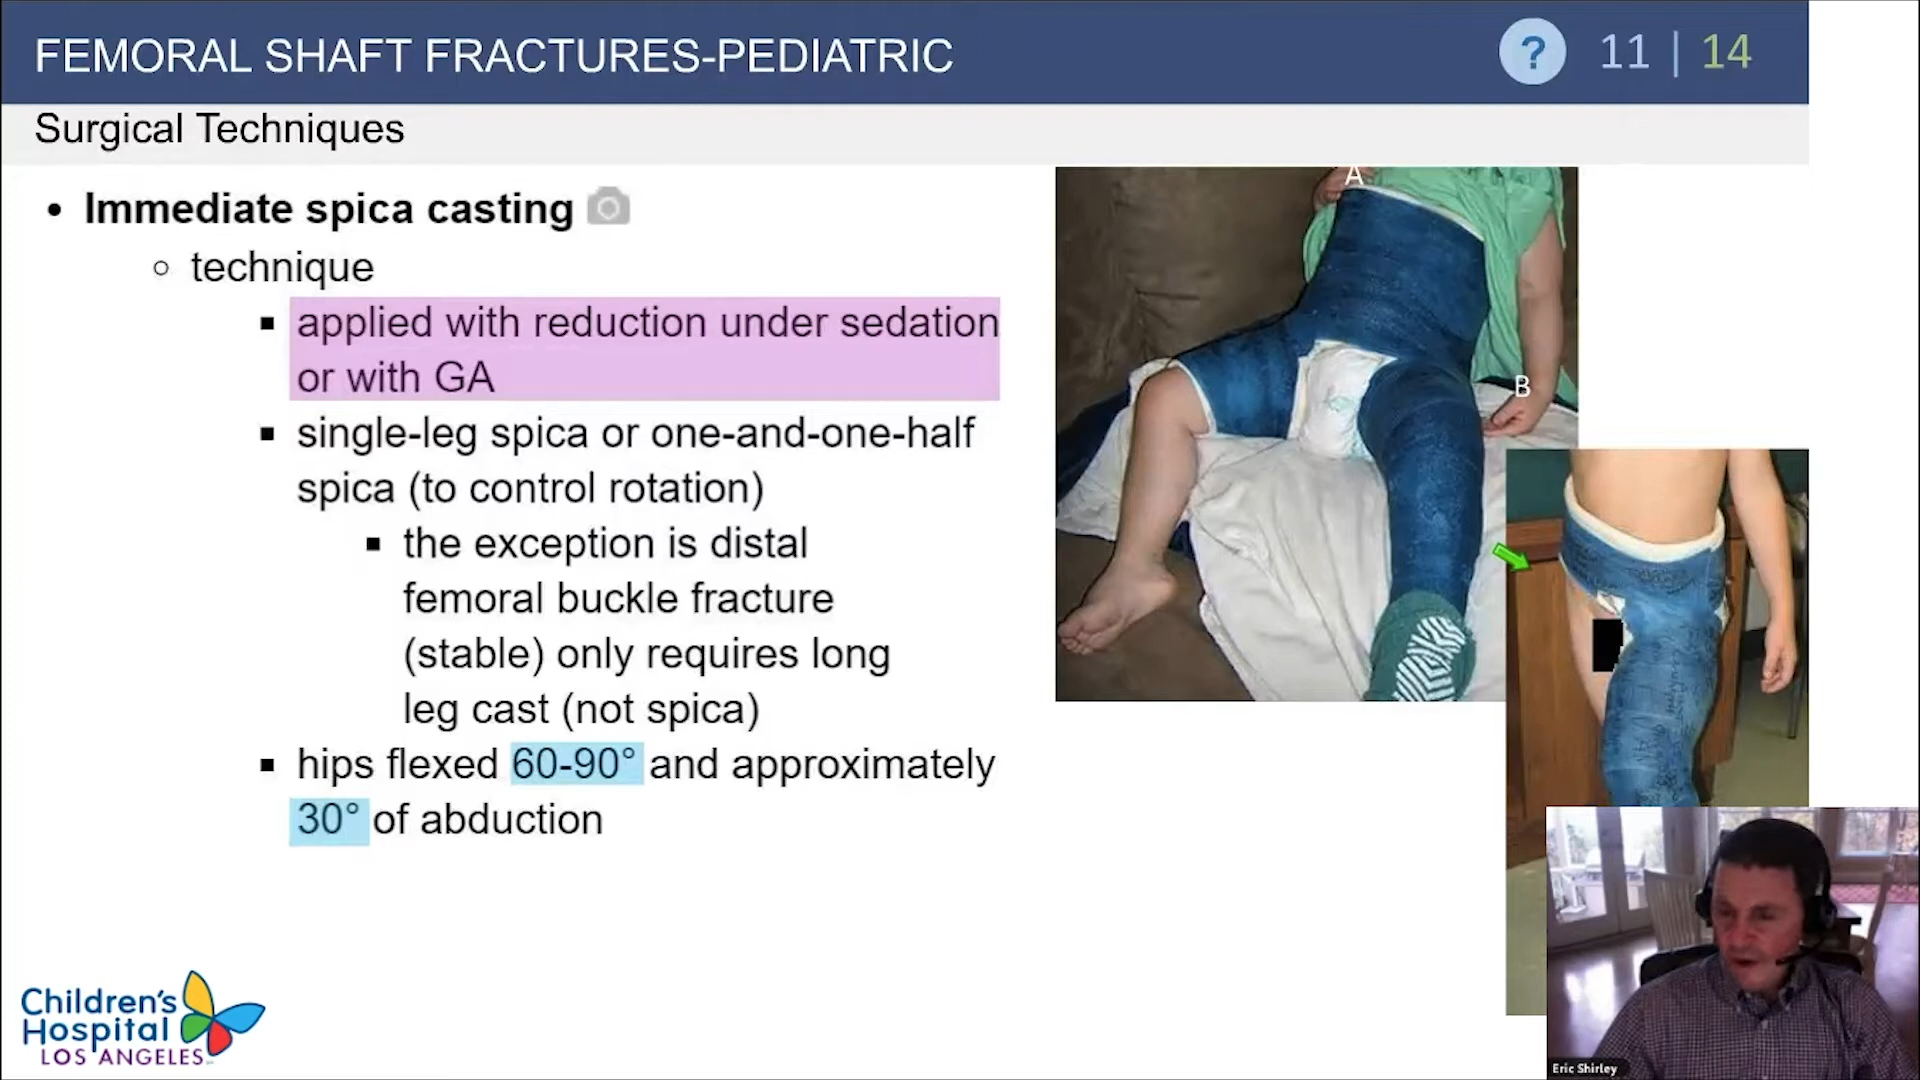 FEMORAL SHAFT FRACTURES-PEDIATRIC
? 11 | 14
Surgical Techniques
• Immediate spica casting
○ technique
▪ applied with reduction under sedation
or with GA
▪ single-leg spica or one-and-one-half
spica (to control rotation)
▪ the exception is distal
femoral buckle fracture
(stable) only requires long
leg cast (not spica)
▪ hips flexed 60-90° and approximately
30° of abduction
A
B
Children's
Hospital
LOS ANGELES
Eric Shirley